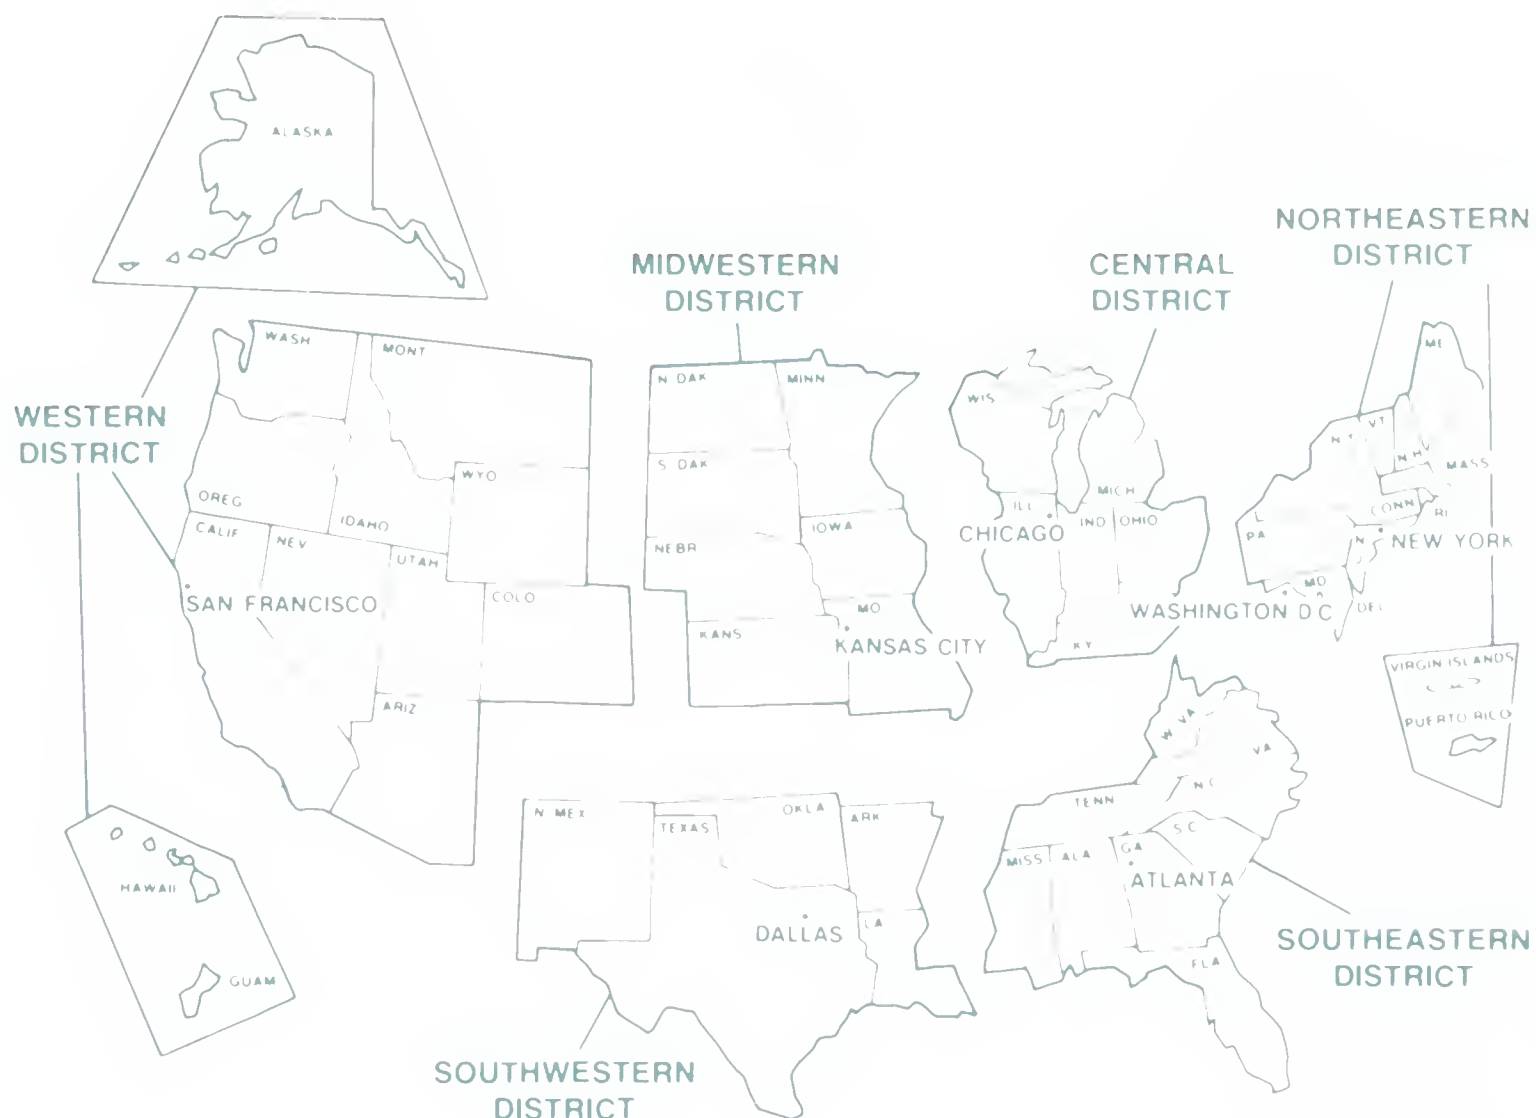 ALASKA
NORTHEASTERN
DISTRICT
MIDWESTERN
DISTRICT
CENTRAL
DISTRICT
WESTERN
DISTRICT
WASH
MONT
OREG
IDAHO
WYO
CALIF
NEV
UTAH
COLO
SAN FRANCISCO
ARIZ
N DAK
MINN
S DAK
NEBR
IOWA
KANS
MO
KANSAS CITY
WIS
MICH
ILL
IND
OHIO
CHICAGO
KY
ME
VT
N H
MASS
CONN
RI
PA
NEW YORK
MD
DEL
WASHINGTON D C
VIRGIN ISLANDS
PUERTO RICO
HAWAII
GUAM
N MEX
TEXAS
OKLA
ARK
DALLAS
LA
SOUTHWESTERN
DISTRICT
W VA
VA
TENN
N C
S C
MISS
ALA
GA
ATLANTA
FLA
SOUTHEASTERN
DISTRICT